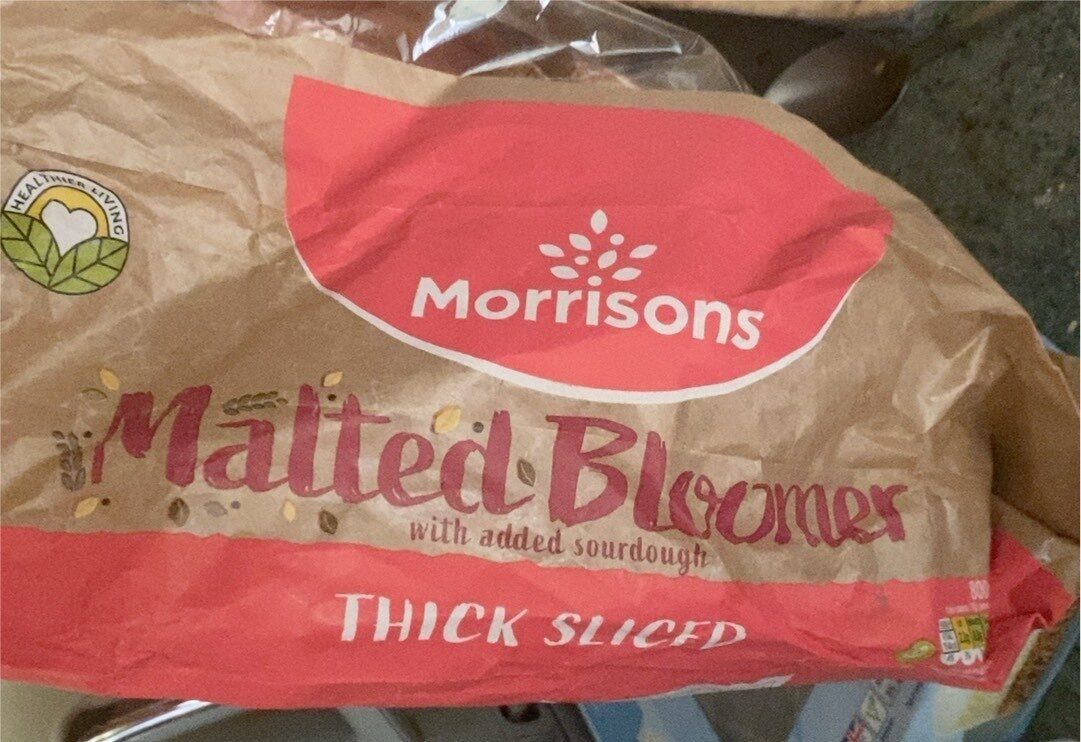 HEALTHIER LIVING
Morrisons
Malted Bloomer
with added sourdough
THICK SLICED